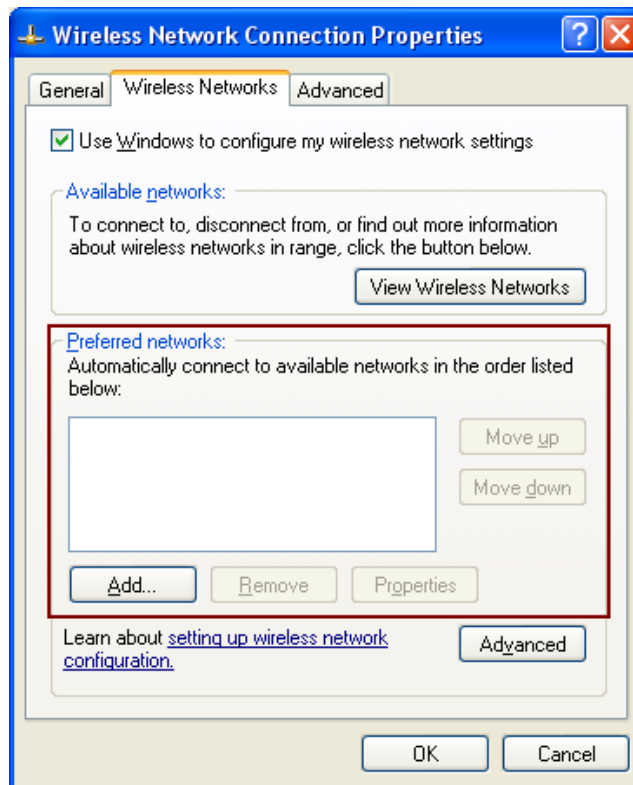 Wireless Network Connection Properties
General Wireless Networks Advanced
Use Windows to configure my wireless network settings
Available networks:
To connect to, disconnect from, or find out more information
about wireless networks in range, click the button below.
View Wireless Networks
Preferred networks:
Automatically connect to available networks in the order listed
below:
Move up
Move down
Add... Remove Properties
Learn about setting up wireless network
configuration.
Advanced
OK Cancel